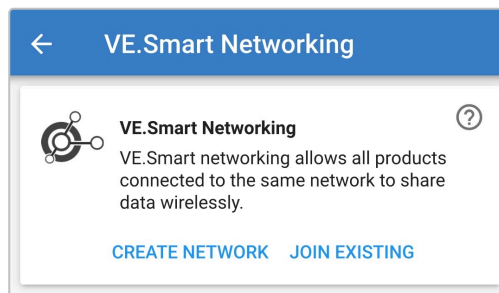 VE.Smart Networking
VE.Smart Networking
VE.Smart networking allows all products
connected to the same network to share
data wirelessly.
CREATE NETWORK JOIN EXISTING